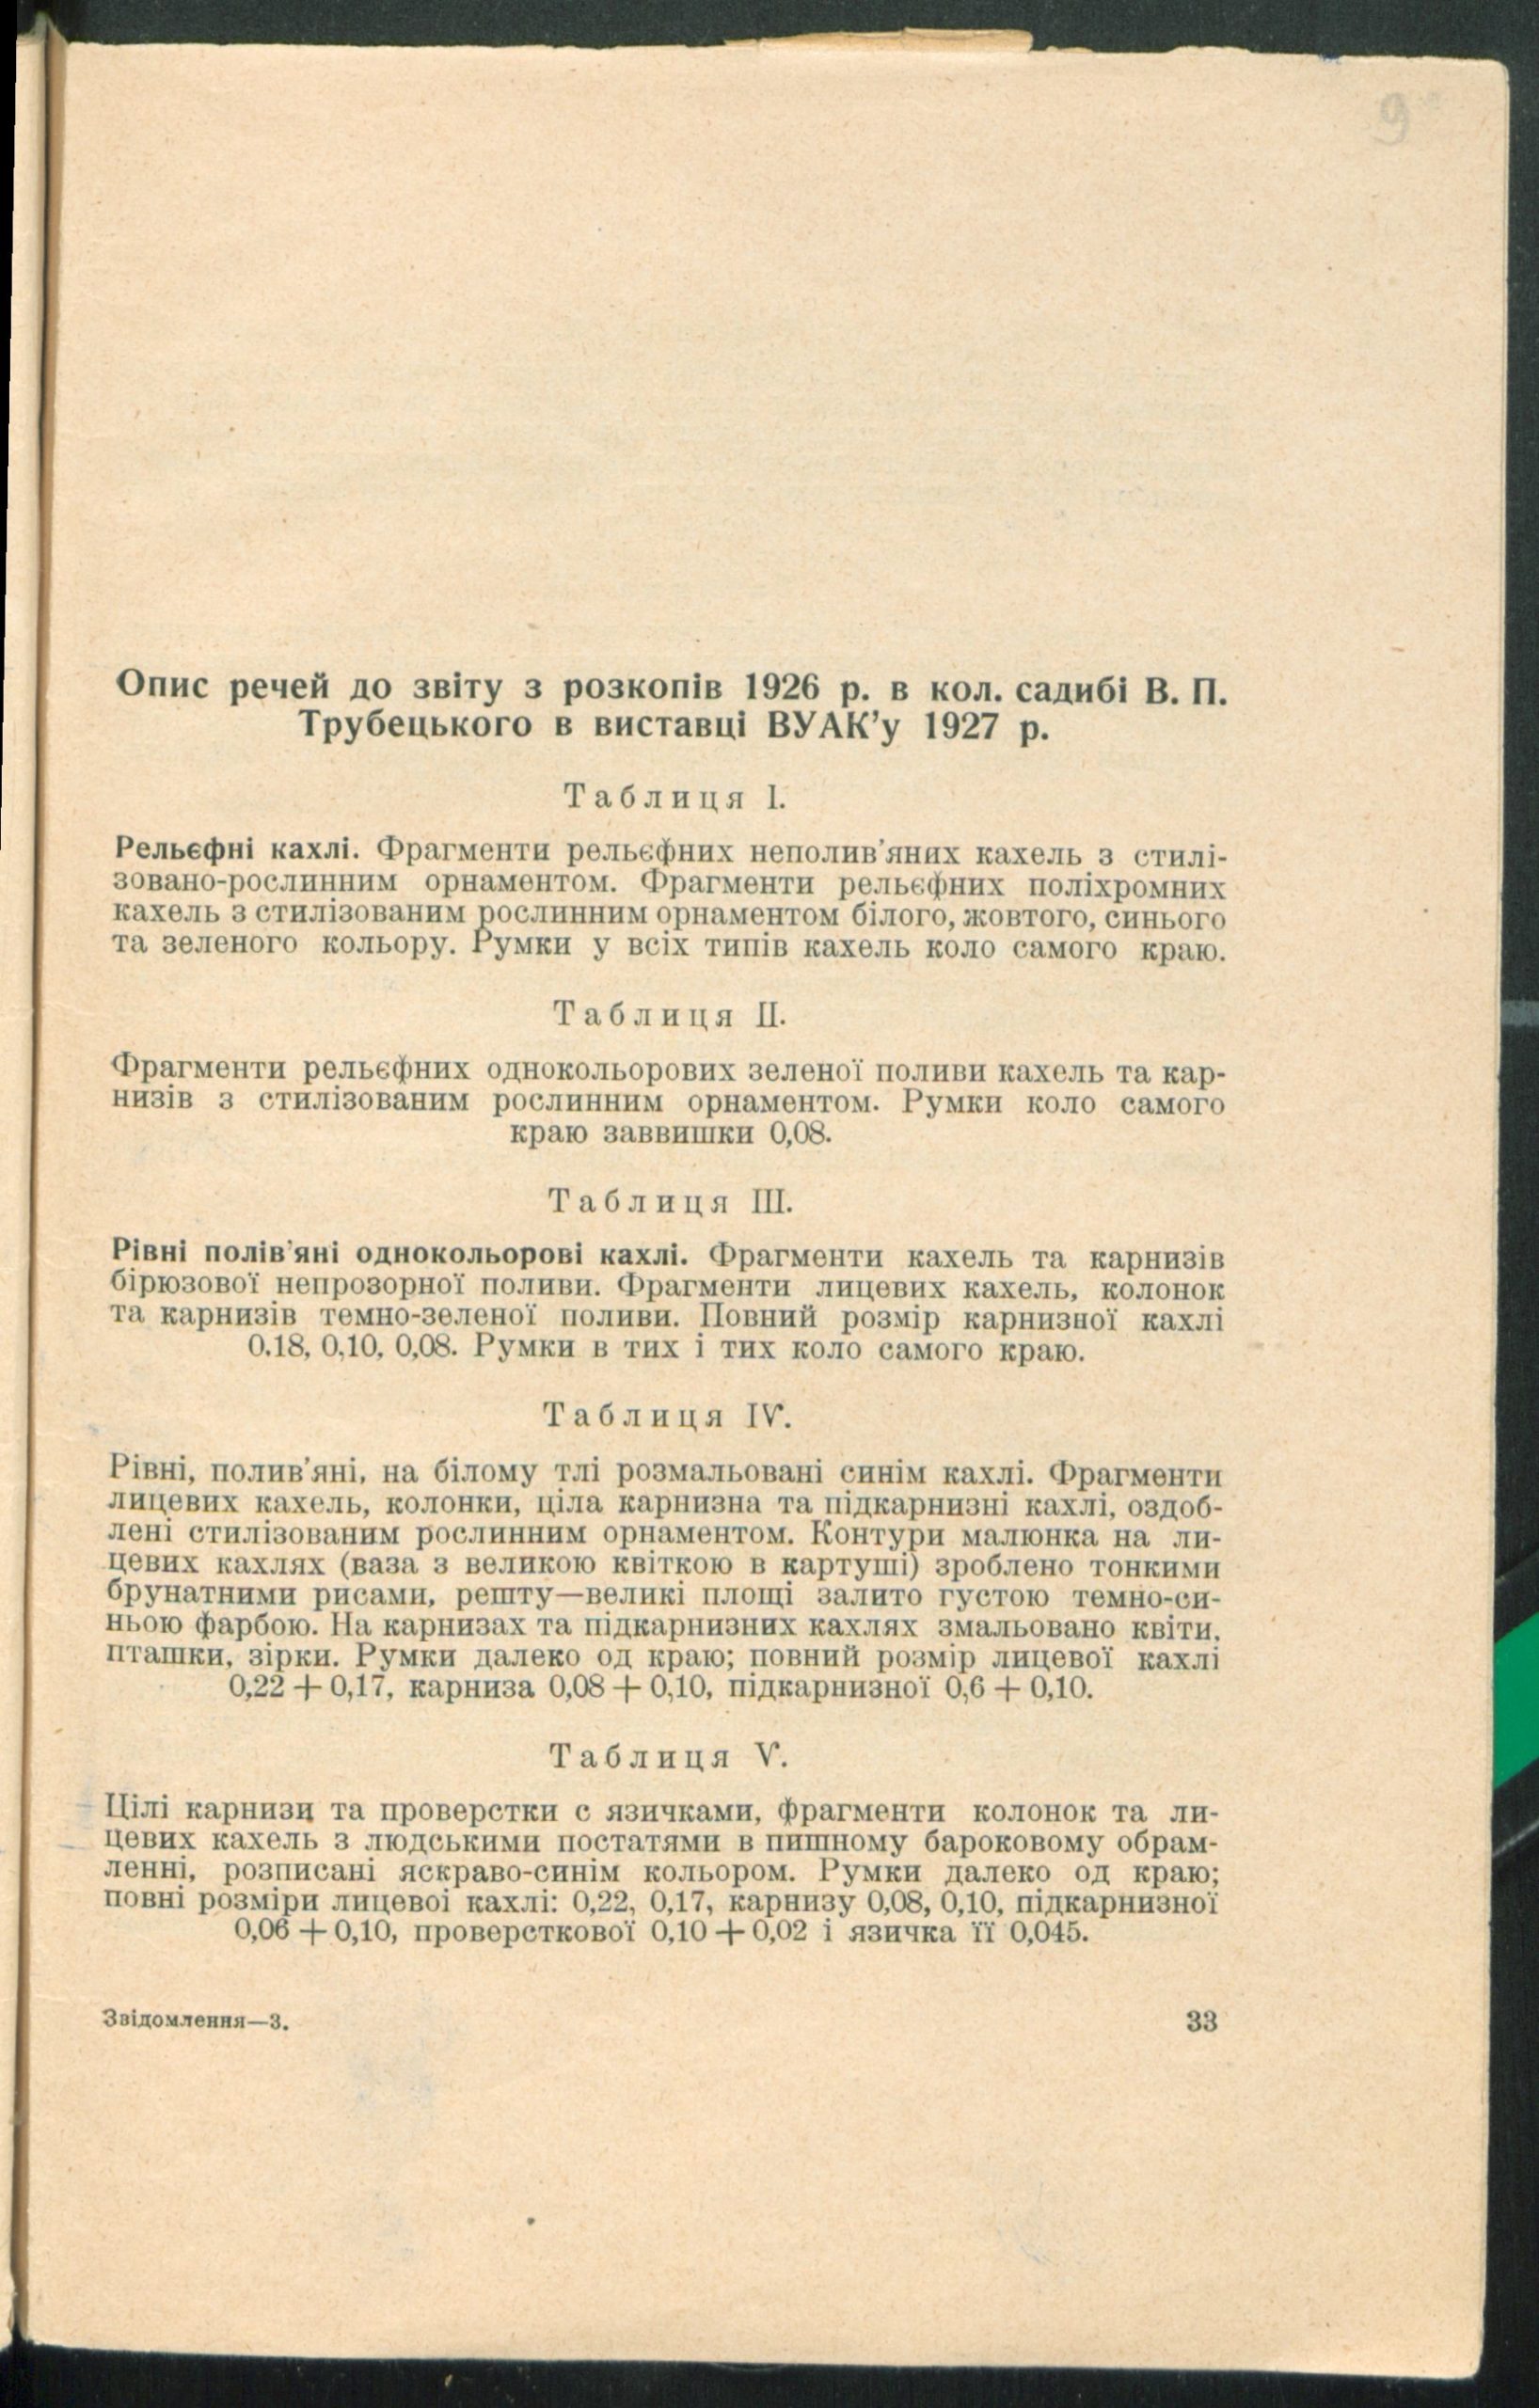 9
Опис речей до звіту з розкопів 1926 р. в кол. садибі В. П.
Трубецького в виставці ВУАК’у 1927 р.
Таблиця I.
Рельєфні кахлі. Фрагменти рельєфних неполив’яних кахель з стилі-
зовано-рослинним орнаментом. Фрагменти рельєфних поліхромних
кахель з стилізованим рослинним орнаментом білого, жовтого, синього
та зеленого кольору. Румки у всіх типів кахель коло самого краю.
Таблиця II.
Фрагменти рельєфних однокольорових зеленої поливи кахель та кар-
низів з стилізованим рослинним орнаментом. Румки коло самого
краю заввишки 0,08.
Таблиця III.
Рівні полів’яні однокольорові кахлі. Фрагменти кахель та карнизів
бірюзової непрозорної поливи. Фрагменти лицевих кахель, колонок
та карнизів темно-зеленої поливи. Повний розмір карнизної кахлі
0.18, 0,10, 0,08. Румки в тих і тих коло самого краю.
Таблиця IV.
Рівні, полив’яні, на білому тлі розмальовані синім кахлі. Фрагменти
лицевих кахель, колонки, ціла карнизна та підкарнизні кахлі, оздоб-
лені стилізованим рослинним орнаментом. Контури малюнка на ли-
цевих кахлях (ваза з великою квіткою в картуші) зроблено тонкими
брунатними рисами, решту—великі площі залито густою темно-си-
ньою фарбою. На карнизах та підкарнизних кахлях змальовано квіти,
пташки, зірки. Румки далеко од краю; повний розмір лицевої кахлі
0,22 + 0,17, карниза 0,08 + 0,10, підкарнизної 0,6 + 0,10.
Таблиця V.
Цілі карнизи та проверстки с язичками, фрагменти колонок та ли-
цевих кахель з людськими постатями в пишному бароковому обрам-
ленні, розписані яскраво-синім кольором. Румки далеко од краю;
повні розміри лицевоі кахлі: 0,22, 0,17, карнизу 0,08, 0,10, підкарнизної
0,06 + 0,10, проверсткової 0,10 + 0,02 і язичка її 0,045.
Звідомлення—3.
33